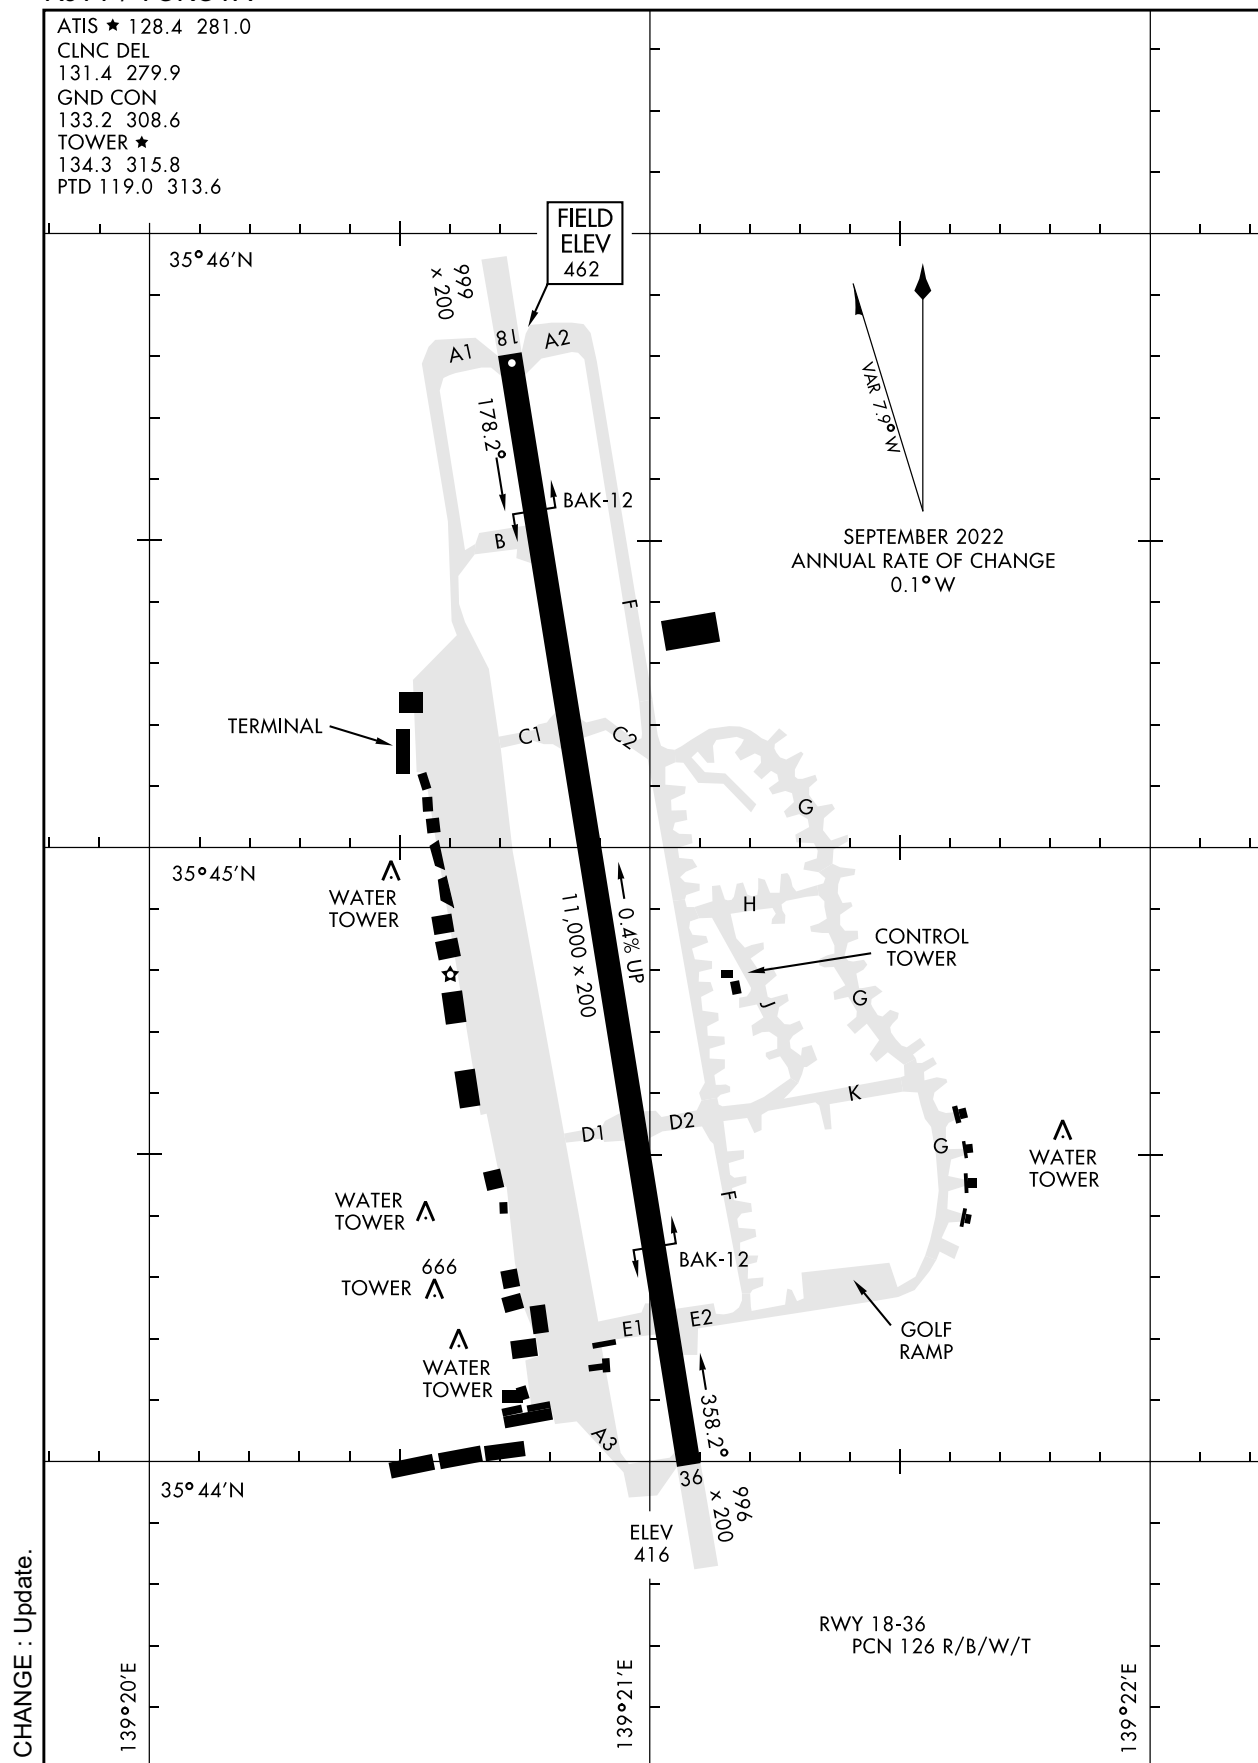 ATIS ★ 128.4 281.0
CLNC DEL
131.4 279.9
GND CON
133.2 308.6
TOWER ★
134.3 315.8
PTD 119.0 313.6
FIELD
ELEV
462
35°46'N
999
x 200
A1
18
A2
178.2°
VAR 7.9° W
BAK-12
B
SEPTEMBER 2022
ANNUAL RATE OF CHANGE
0.1° W
F
TERMINAL
C1
C2
G
35°45'N
WATER
TOWER
H
11,000 x 200
0.4% UP
CONTROL
TOWER
J
G
K
D1
D2
G
WATER
TOWER
WATER
TOWER
F
BAK-12
666
TOWER
E1
E2
GOLF
RAMP
WATER
TOWER
358.2°
A3
35°44'N
36
996
x 200
ELEV
416
RWY 18-36
PCN 126 R/B/W/T
139°20'E
139°21'E
139°22'E
CHANGE : Update.